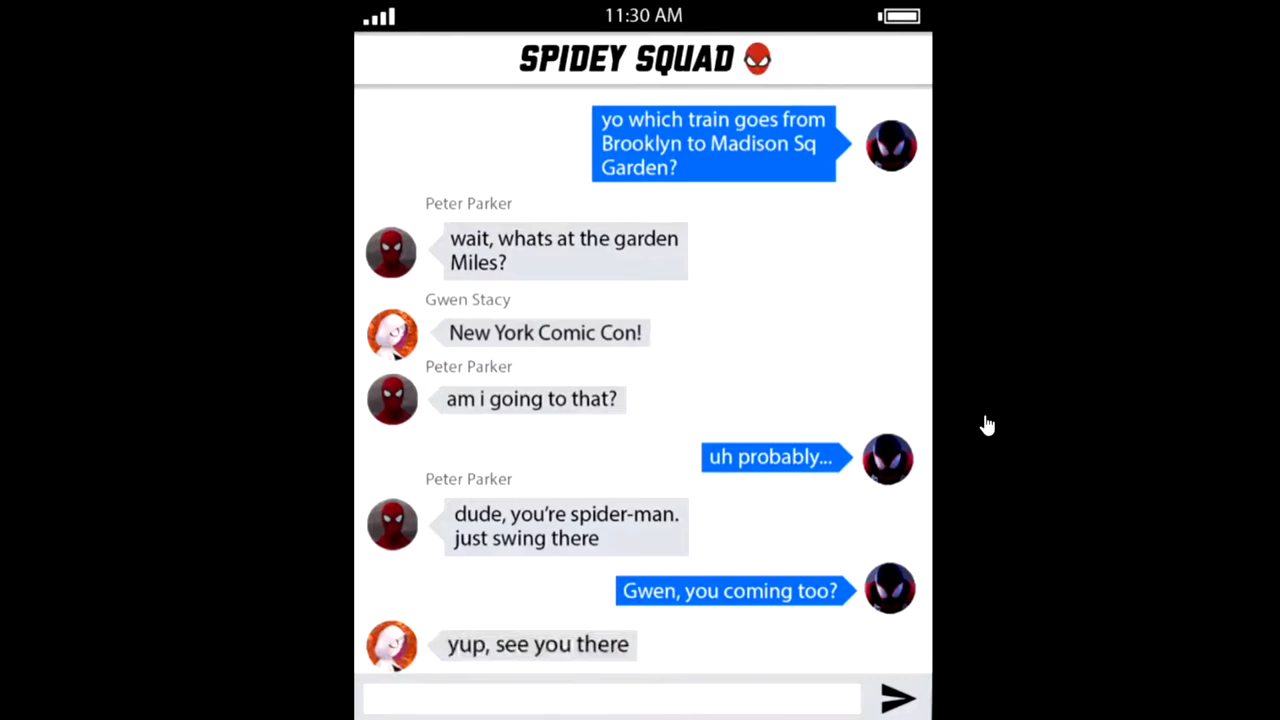 11:30 AM
SPIDEY SQUAD
yo which train goes from
Brooklyn to Madison Sq
Garden?
Peter Parker
wait, whats at the garden
Miles?
Gwen Stacy
New York Comic Con!
Peter Parker
am i going to that?
uh probably...
Peter Parker
dude, you’re spider-man.
just swing there
Gwen, you coming too?
yup, see you there